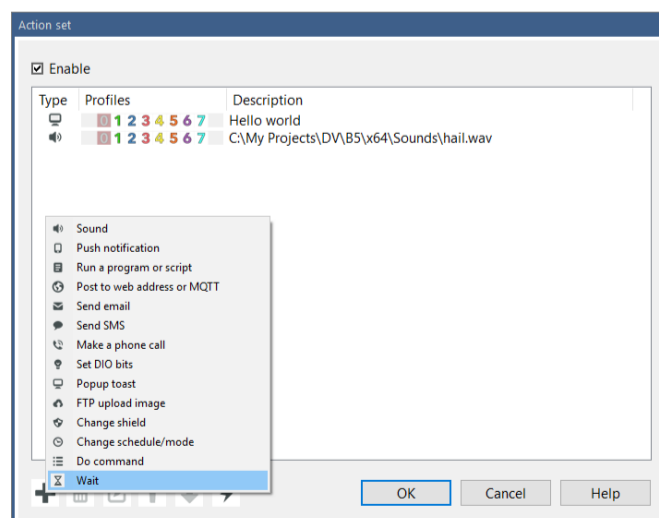 Action set
Enable
Type Profiles Description
0 1 2 3 4 5 6 7 Hello world
0 1 2 3 4 5 6 7 C:\My Projects\DV\B5\x64\Sounds\hail.wav
Sound
Push notification
Run a program or script
Post to web address or MQTT
Send email
Send SMS
Make a phone call
Set DIO bits
Popup toast
FTP upload image
Change shield
Change schedule/mode
Do command
Wait
OK Cancel Help